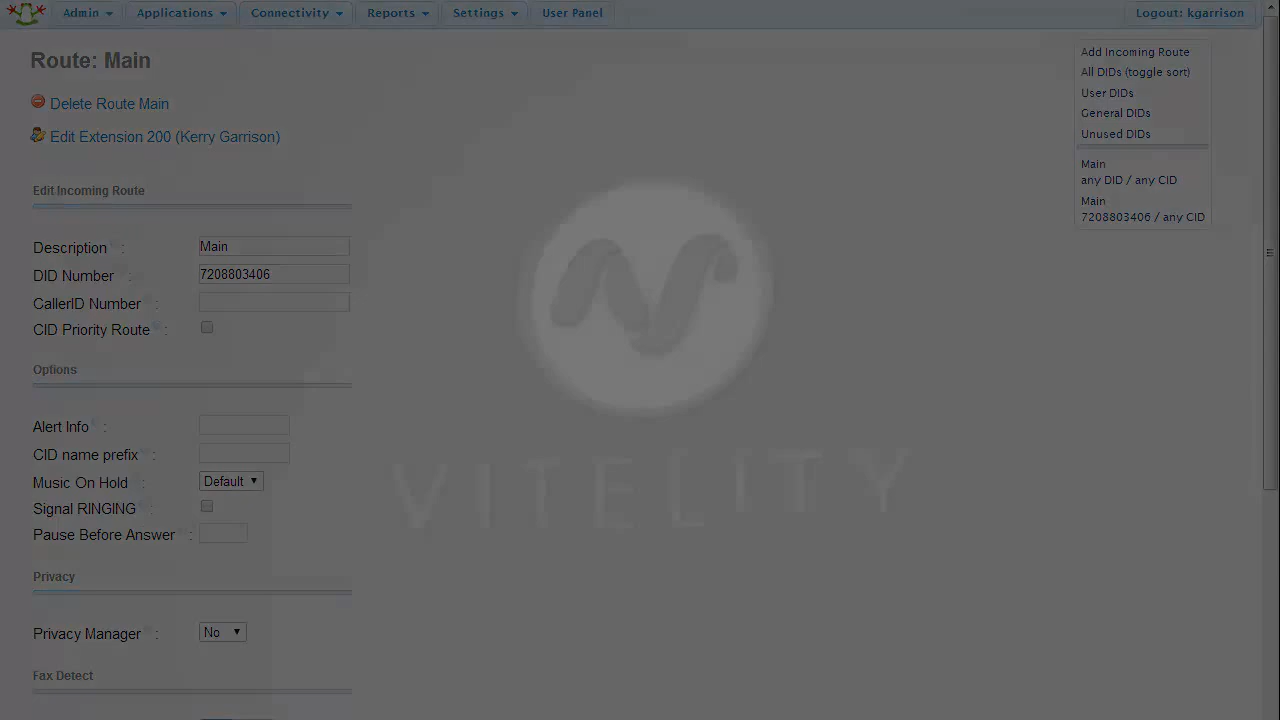 Admin Applications Connectivity Reports Settings User Panel Logout: kgarrison
Route: Main
Delete Route Main
Edit Extension 200 (Kerry Garrison)
Edit Incoming Route
Description :
Main
DID Number :
7208803406
CallerID Number :
CID Priority Route :
Options
Alert Info :
CID name prefix :
Music On Hold :
Default
Signal RINGING :
Pause Before Answer :
Privacy
Privacy Manager :
No
Fax Detect
Add Incoming Route
All DIDs (toggle sort)
User DIDs
General DIDs
Unused DIDs
Main
any DID / any CID
Main
7208803406 / any CID
VITELITY